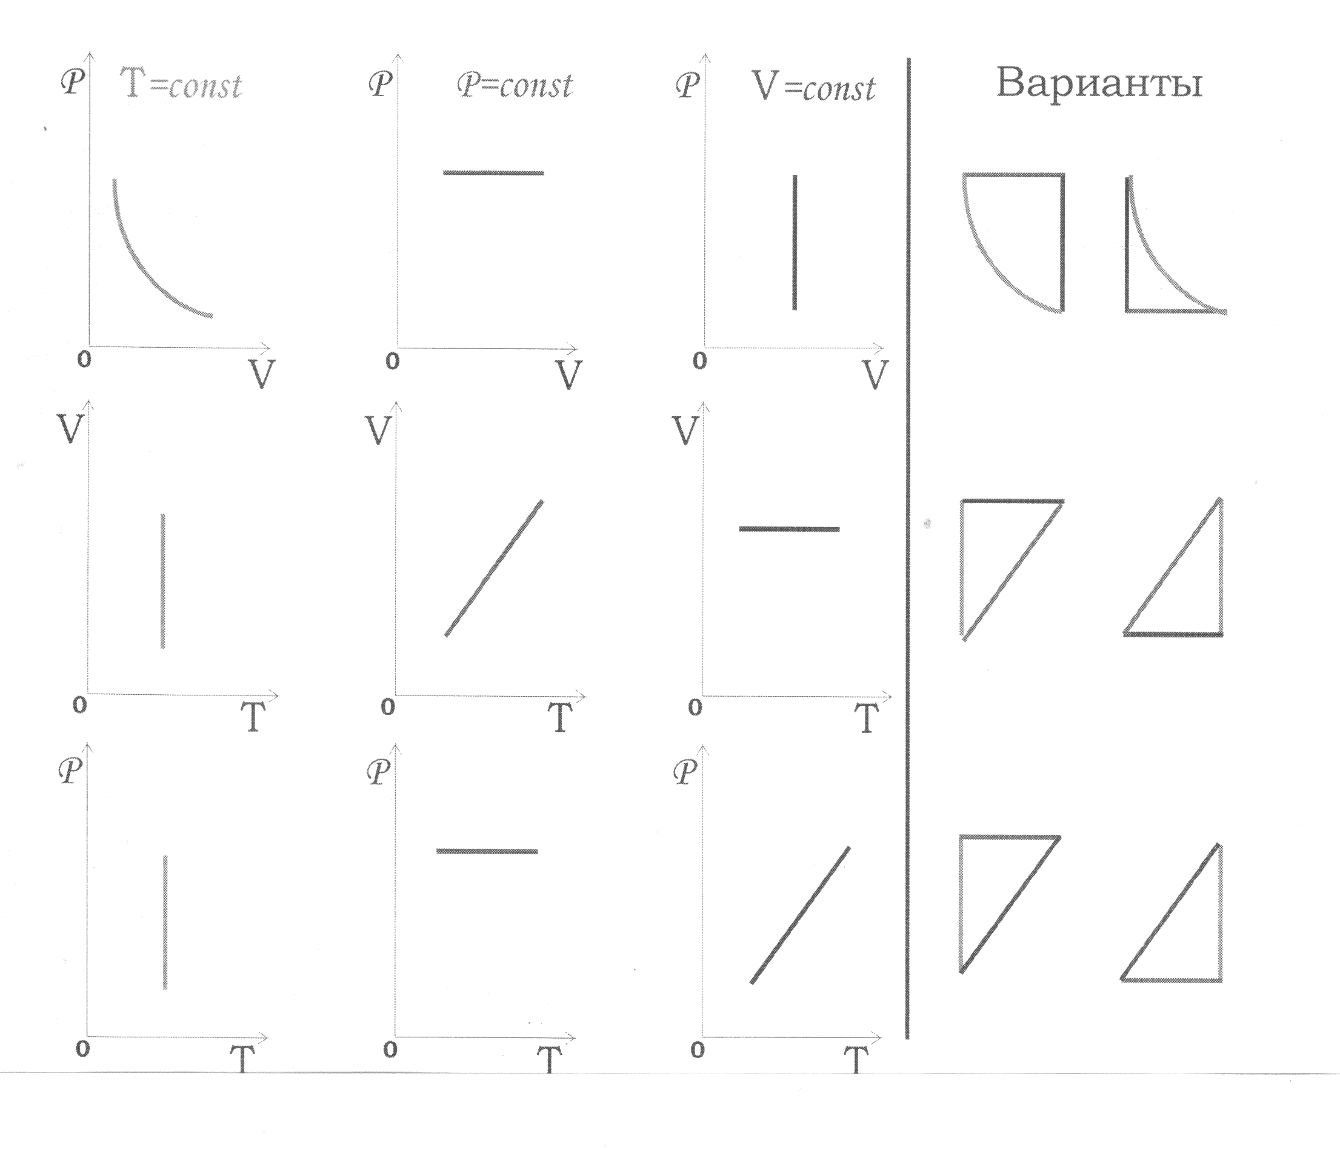 P T=const P P=const P V=const Варианты
0 V 0 V 0 V
V V V
0 T 0 T 0 T
P P P
0 T 0 T 0 T